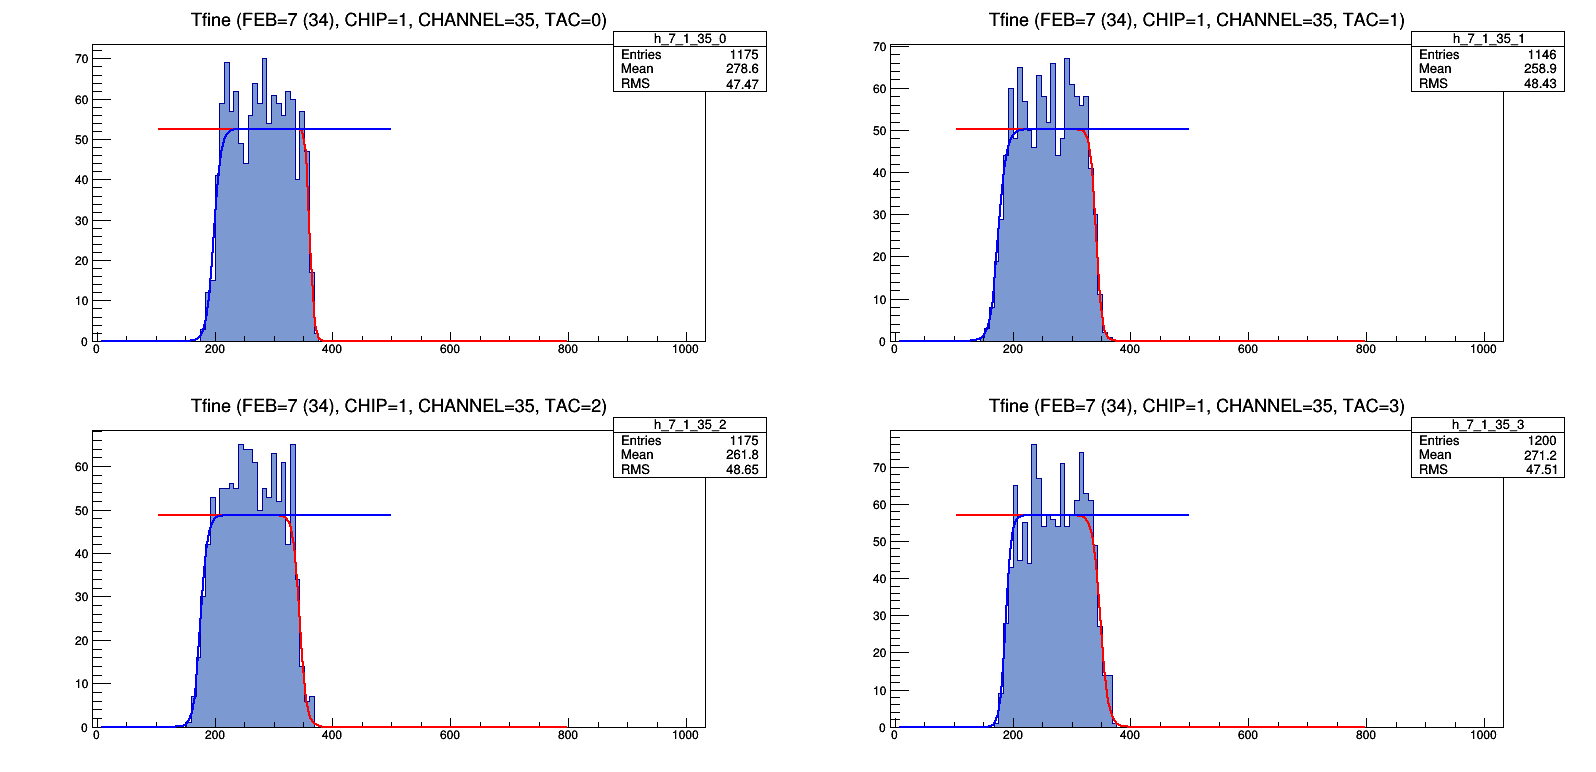 Tfine (FEB=7 (34), CHIP=1, CHANNEL=35, TAC=0)
h_7_1_35_0
Entries 1175
Mean 278.6
RMS 47.47
70
60
50
40
30
20
10
0
0 200 400 600 800 1000
Tfine (FEB=7 (34), CHIP=1, CHANNEL=35, TAC=1)
h_7_1_35_1
Entries 1146
Mean 258.9
RMS 48.43
70
60
50
40
30
20
10
0
0 200 400 600 800 1000
Tfine (FEB=7 (34), CHIP=1, CHANNEL=35, TAC=2)
h_7_1_35_2
Entries 1175
Mean 261.8
RMS 48.65
60
50
40
30
20
10
0
0 200 400 600 800 1000
Tfine (FEB=7 (34), CHIP=1, CHANNEL=35, TAC=3)
h_7_1_35_3
Entries 1200
Mean 271.2
RMS 47.51
70
60
50
40
30
20
10
0
0 200 400 600 800 1000